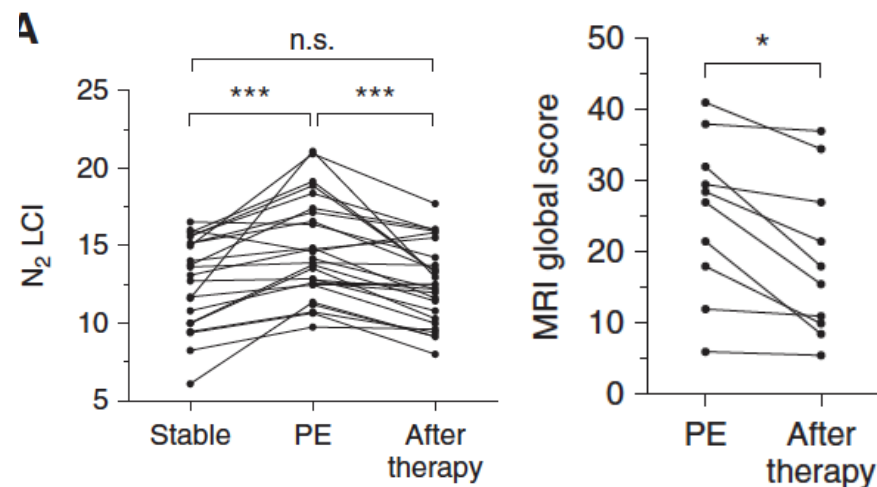 A
n.s.
*** ***
N₂ LCI
25
20
15
10
5
Stable PE After therapy
*
MRI global score
50
40
30
20
10
0
PE After therapy